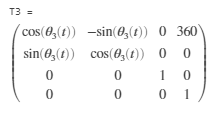 T3 =
cos(θ₃(t)) −sin(θ₃(t)) 0 360
sin(θ₃(t)) cos(θ₃(t)) 0 0
0 0 1 0
0 0 0 1